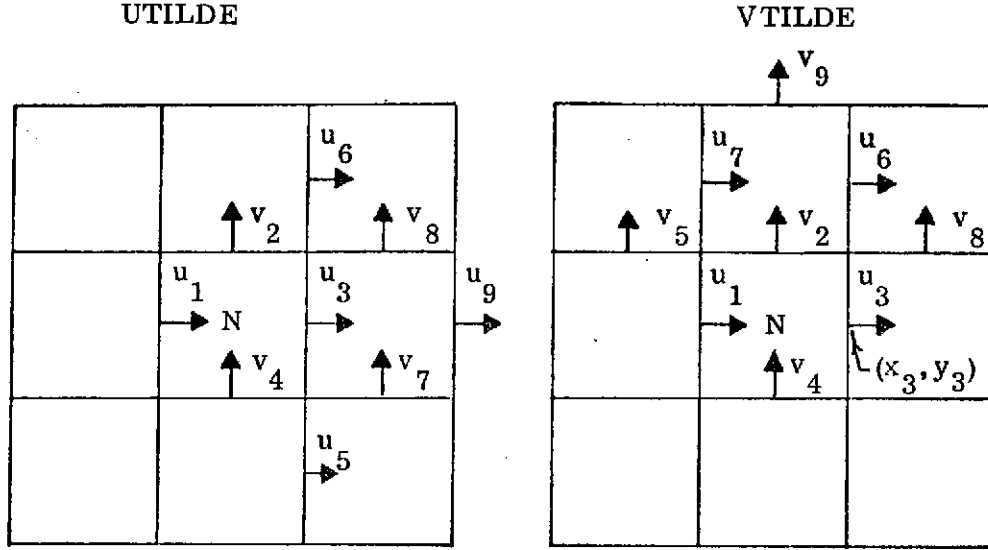 UTILDE VTILDE
v9
u6 u7 u6
v2 v8 v5 v2 v8
u1 u3 u9 u1 u3
N N
v4 v7 v4 (x3, y3)
u5